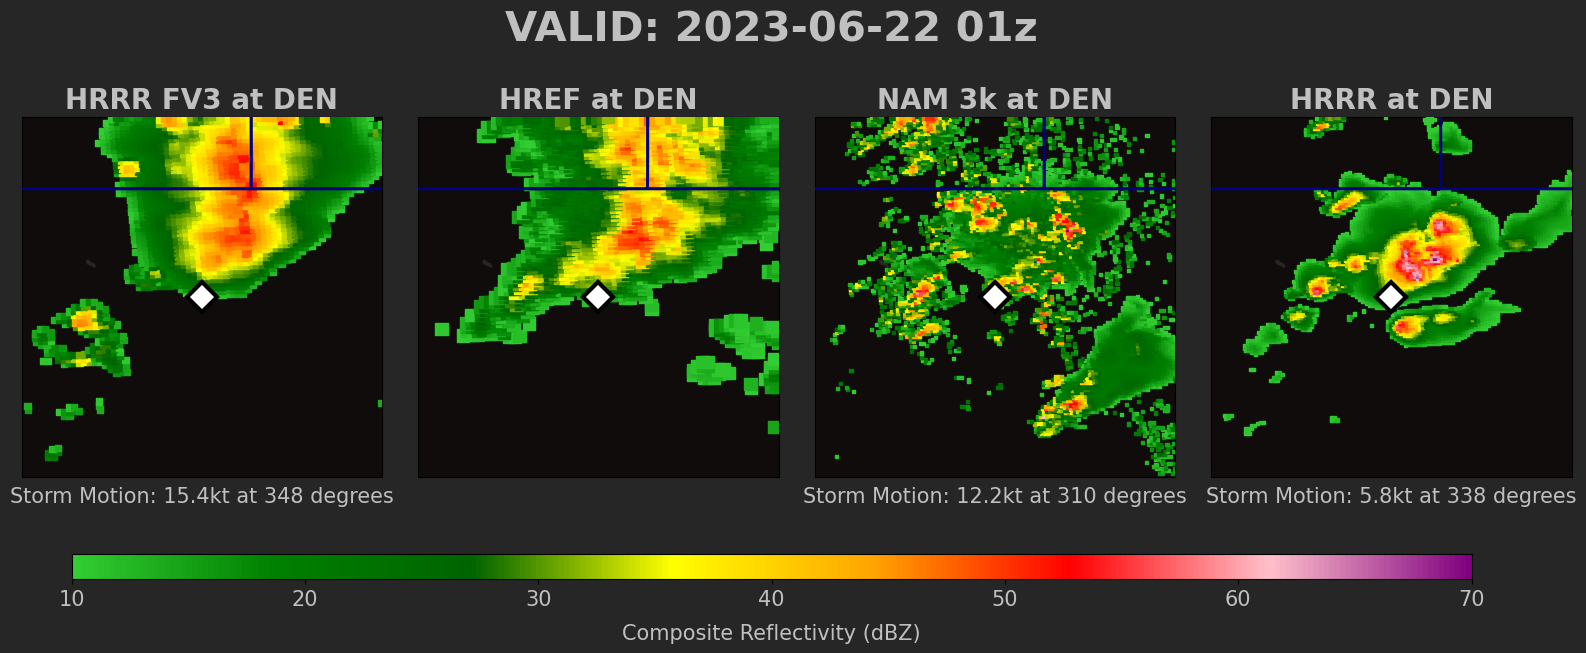 VALID: 2023-06-22 01z
HRRR FV3 at DEN
HREF at DEN
NAM 3k at DEN
HRRR at DEN
Storm Motion: 15.4kt at 348 degrees
Storm Motion: 12.2kt at 310 degrees
Storm Motion: 5.8kt at 338 degrees
10 20 30 40 50 60 70
Composite Reflectivity (dBZ)